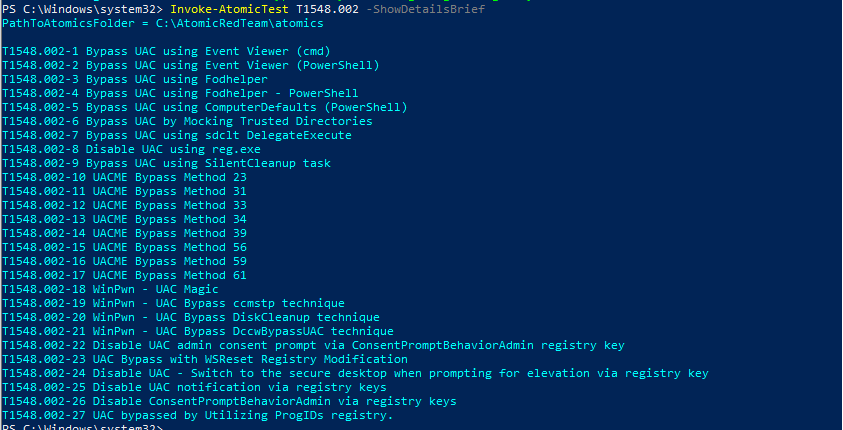 PS C:\Windows\system32> Invoke-AtomicTest T1548.002 -ShowDetailsBrief
PathToAtomicsFolder = C:\AtomicRedTeam\atomics
T1548.002-1 Bypass UAC using Event Viewer (cmd)
T1548.002-2 Bypass UAC using Event Viewer (PowerShell)
T1548.002-3 Bypass UAC using Fodhelper
T1548.002-4 Bypass UAC using Fodhelper - PowerShell
T1548.002-5 Bypass UAC using ComputerDefaults (PowerShell)
T1548.002-6 Bypass UAC by Mocking Trusted Directories
T1548.002-7 Bypass UAC using sdclt DelegateExecute
T1548.002-8 Disable UAC using reg.exe
T1548.002-9 Bypass UAC using SilentCleanup task
T1548.002-10 UACME Bypass Method 23
T1548.002-11 UACME Bypass Method 31
T1548.002-12 UACME Bypass Method 33
T1548.002-13 UACME Bypass Method 34
T1548.002-14 UACME Bypass Method 39
T1548.002-15 UACME Bypass Method 56
T1548.002-16 UACME Bypass Method 59
T1548.002-17 UACME Bypass Method 61
T1548.002-18 WinPwn - UAC Magic
T1548.002-19 WinPwn - UAC Bypass ccmstp technique
T1548.002-20 WinPwn - UAC Bypass DiskCleanup technique
T1548.002-21 WinPwn - UAC Bypass DccwBypassUAC technique
T1548.002-22 Disable UAC admin consent prompt via ConsentPromptBehaviorAdmin registry key
T1548.002-23 UAC Bypass with WSReset Registry Modification
T1548.002-24 Disable UAC - Switch to the secure desktop when prompting for elevation via registry key
T1548.002-25 Disable UAC notification via registry keys
T1548.002-26 Disable ConsentPromptBehaviorAdmin via registry keys
T1548.002-27 UAC bypassed by Utilizing ProgIDs registry.
PS C:\Windows\system32>